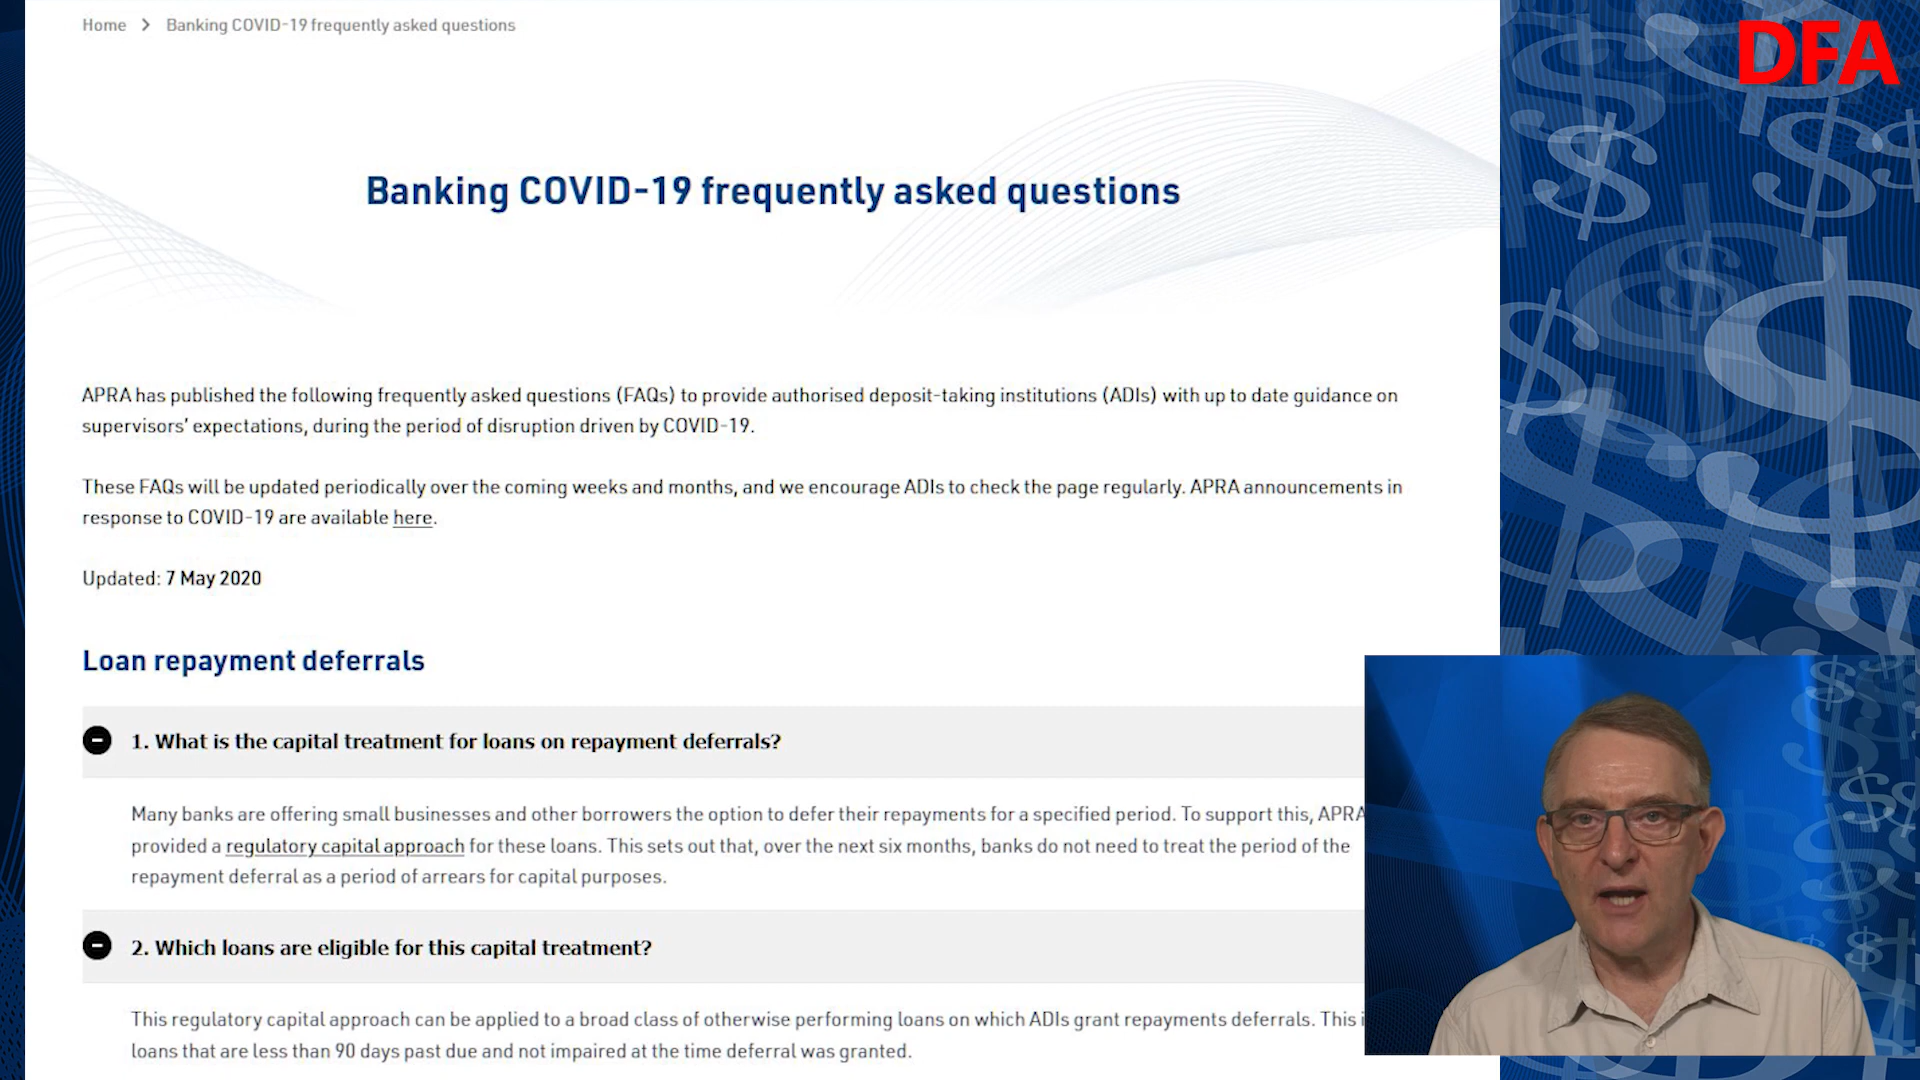 Home > Banking COVID-19 frequently asked questions
DFA
Banking COVID-19 frequently asked questions
APRA has published the following frequently asked questions (FAQs) to provide authorised deposit-taking institutions (ADIs) with up to date guidance on
supervisors' expectations, during the period of disruption driven by COVID-19.
These FAQs will be updated periodically over the coming weeks and months, and we encourage ADIs to check the page regularly. APRA announcements in
response to COVID-19 are available here.
Updated: 7 May 2020
Loan repayment deferrals
1. What is the capital treatment for loans on repayment deferrals?
Many banks are offering small businesses and other borrowers the option to defer their repayments for a specified period. To support this, APRA
provided a regulatory capital approach for these loans. This sets out that, over the next six months, banks do not need to treat the period of the
repayment deferral as a period of arrears for capital purposes.
2. Which loans are eligible for this capital treatment?
This regulatory capital approach can be applied to a broad class of otherwise performing loans on which ADIs grant repayments deferrals. This
loans that are less than 90 days past due and not impaired at the time deferral was granted.